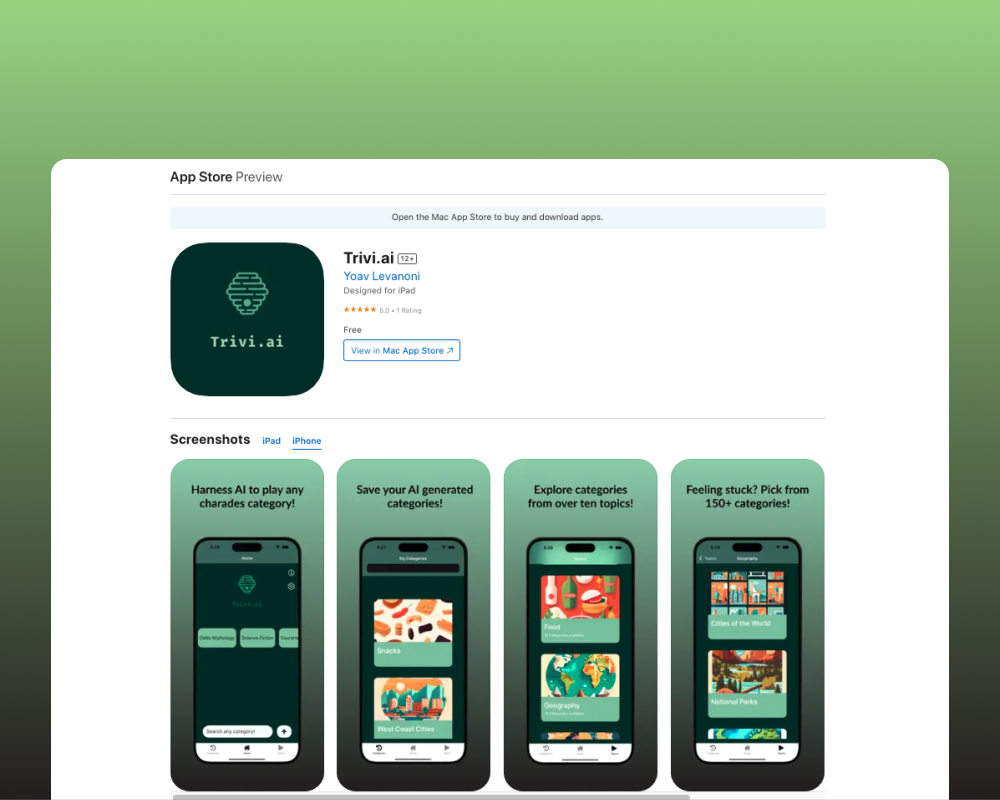 App Store Preview
Open the Mac App Store to buy and download apps.
Trivi.ai
Trivi.ai 12+
Yoav Levanoni
Designed for iPad
★★★★★ 5.0 • 1 Rating
Free
View in Mac App Store ↗
Screenshots iPad iPhone
Harness AI to play any
charades category!
Home
TRIVI.AI
Celtic Mythology Science Fiction
Search any category!
Save your AI generated
categories!
My Categories
Snacks
West Coast Cities
Explore categories
from over ten topics!
Topics
Food
Geography
Feeling stuck? Pick from
150+ categories!
Topics Geography
Cities of the World
National Parks